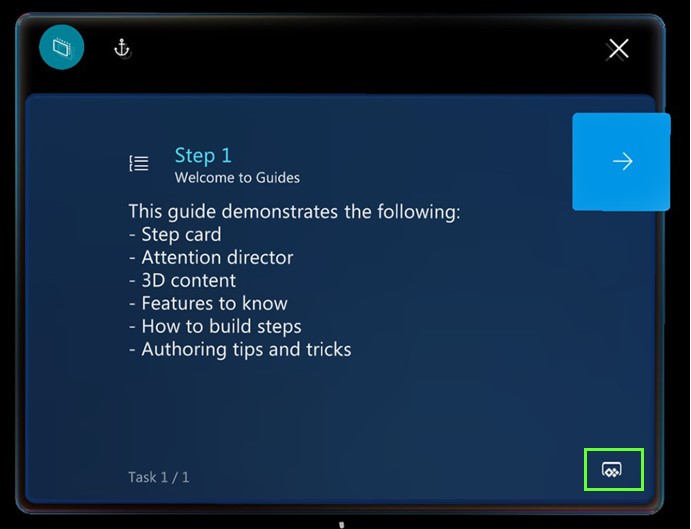 Step 1
Welcome to Guides
This guide demonstrates the following:
- Step card
- Attention director
- 3D content
- Features to know
- How to build steps
- Authoring tips and tricks
Task 1 / 1